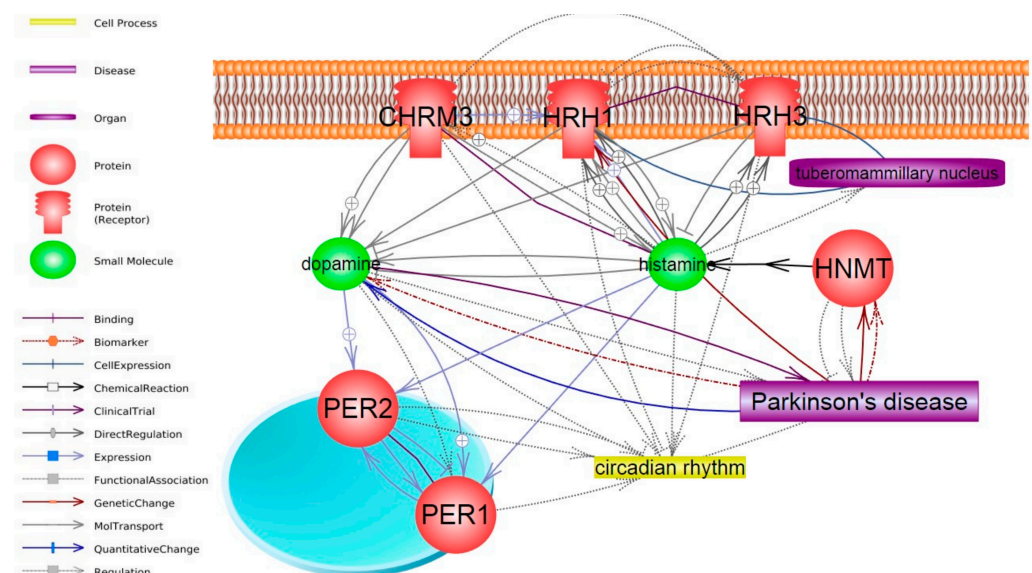 Cell Process
Disease
Organ
Protein
Protein
(Receptor)
Small Molecule
Binding
Biomarker
CellExpression
ChemicalReaction
ClinicalTrial
DirectRegulation
Expression
FunctionalAssociation
GeneticChange
MolTransport
QuantitativeChange
Regulation
CHRM3
HRH1
HRH3
tuberomammillary nucleus
dopamine
histamine
HNMT
PER2
Parkinson's disease
circadian rhythm
PER1